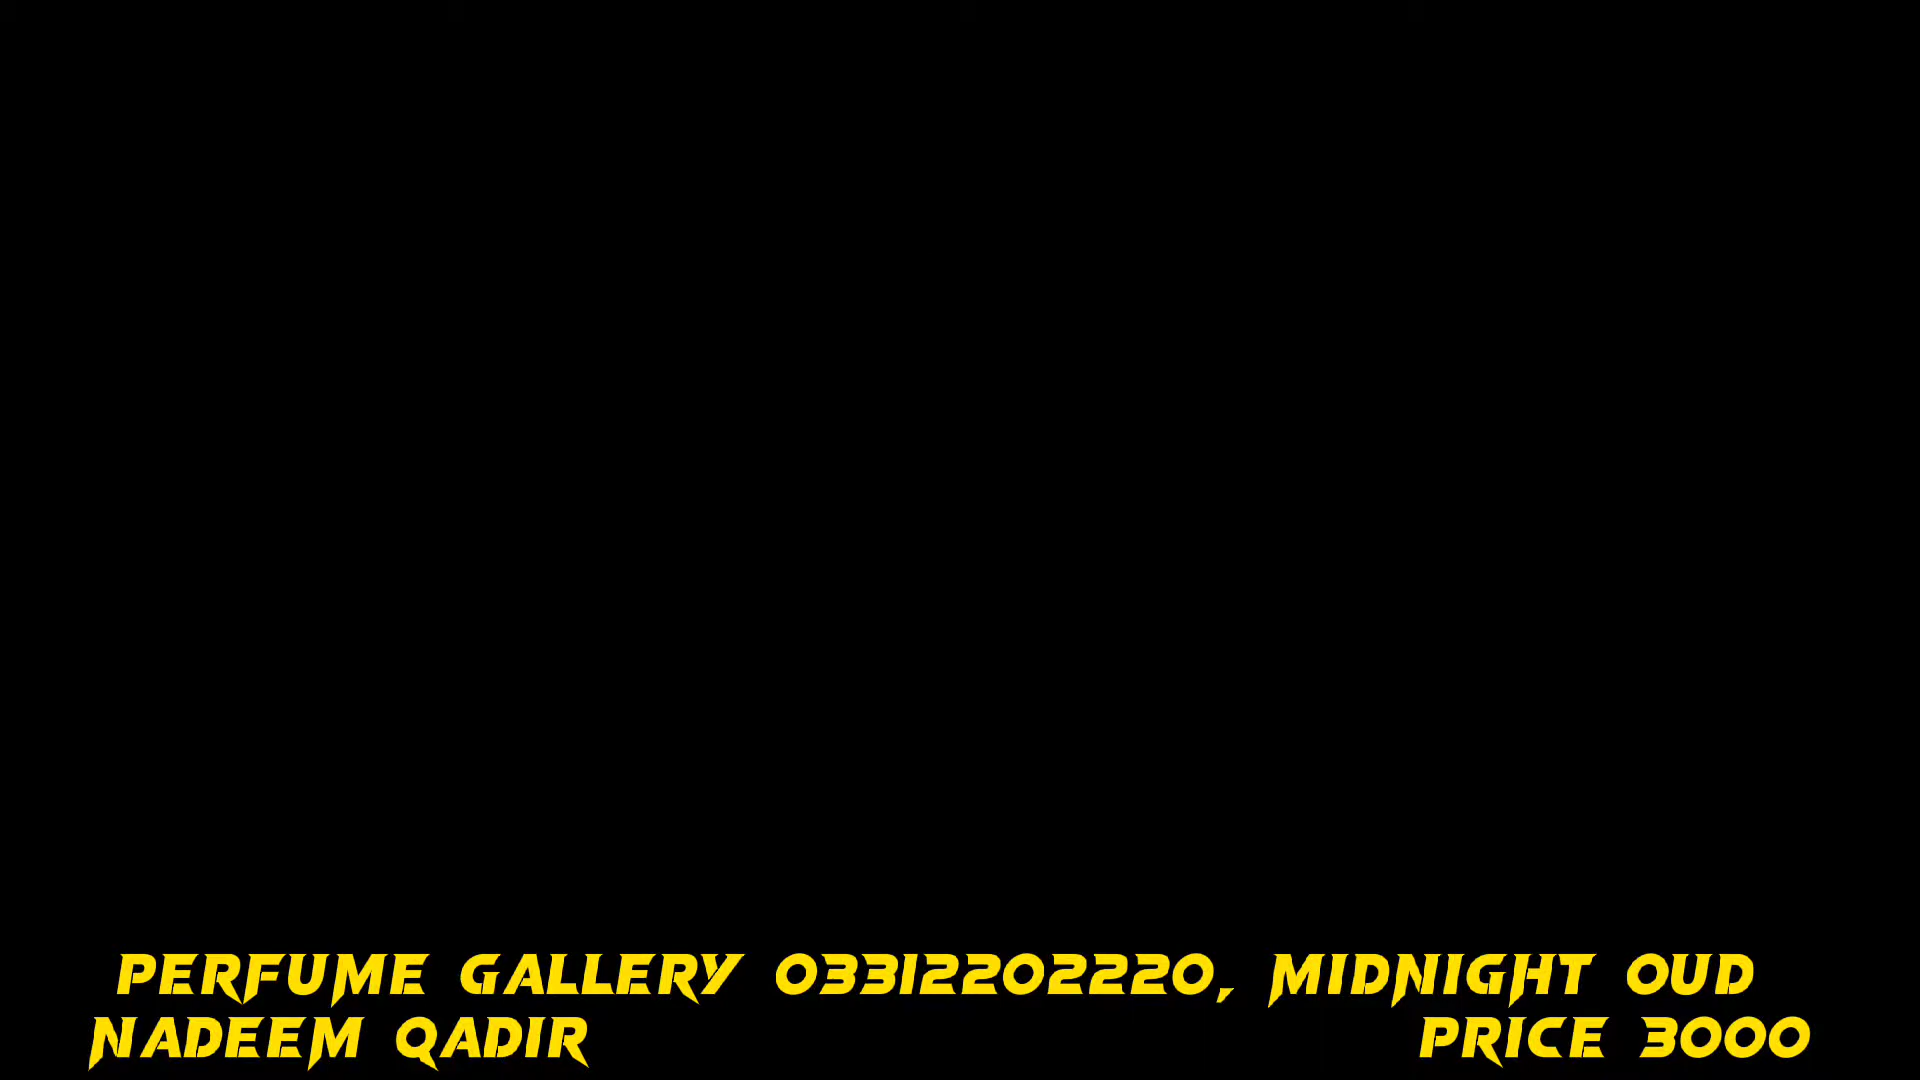 PERFUME GALLERY 03312202220, MIDNIGHT OUD
NADEEM QADIR PRICE 3000